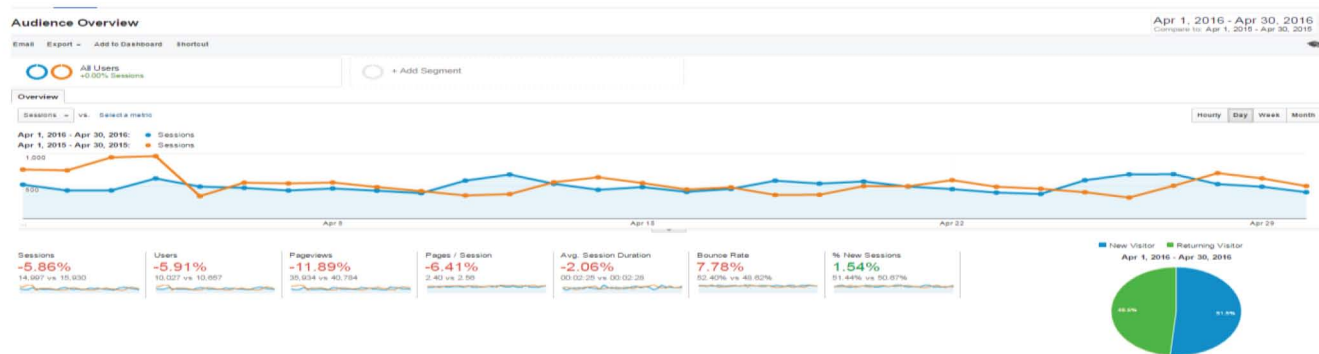 Audience Overview
Apr 1, 2016 - Apr 30, 2016
Compare to: Apr 1, 2015 - Apr 30, 2015
Email Export Add to Dashboard Shortcut
All Users
+0.00% Sessions
+ Add Segment
Overview
Sessions vs. Select a metric
Hourly Day Week Month
Apr 1, 2016 - Apr 30, 2016: Sessions
Apr 1, 2015 - Apr 30, 2015: Sessions
1,000
500
Apr 8 Apr 15 Apr 22 Apr 29
New Visitor Returning Visitor
Apr 1, 2016 - Apr 30, 2016
Sessions
-5.86%
14,997 vs 15,930
Users
-5.91%
10,027 vs 10,657
Pageviews
-11.89%
35,934 vs 40,784
Pages / Session
-6.41%
2.40 vs 2.56
Avg. Session Duration
-2.06%
00:02:25 vs 00:02:28
Bounce Rate
7.78%
52.40% vs 48.62%
% New Sessions
1.54%
51.44% vs 50.67%
51.5%